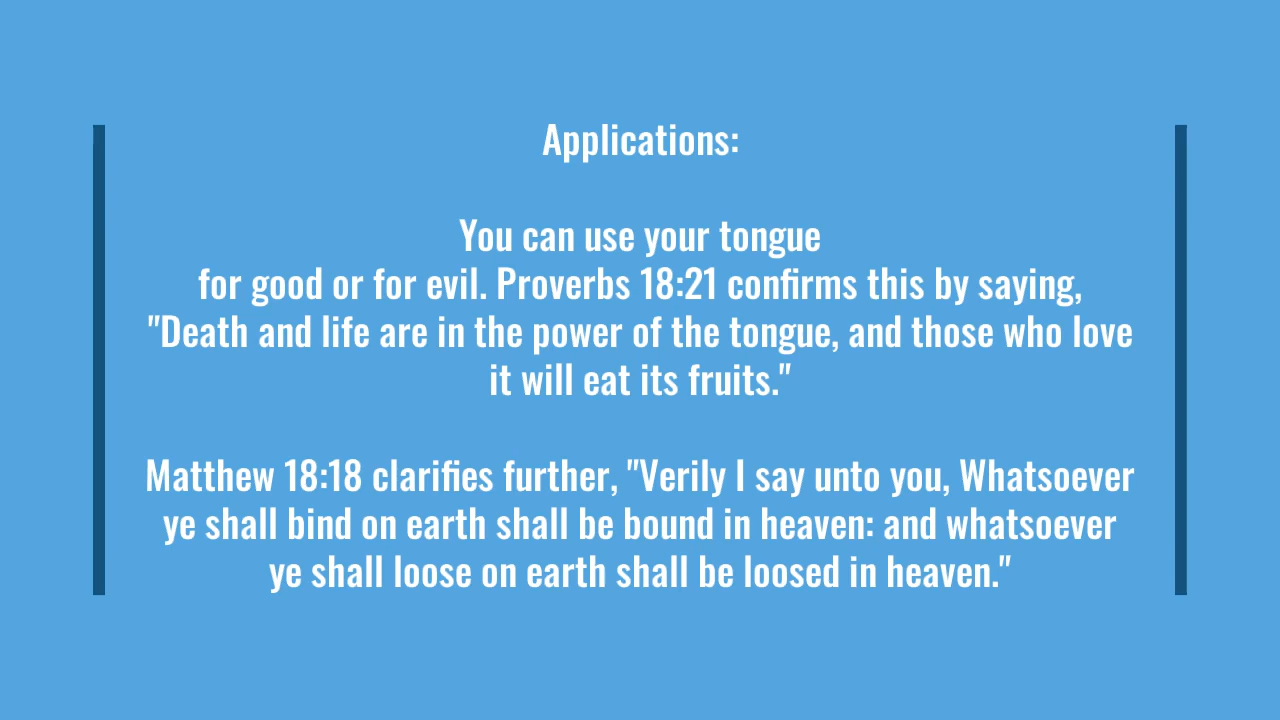 Applications:
You can use your tongue
for good or for evil. Proverbs 18:21 confirms this by saying,
"Death and life are in the power of the tongue, and those who love
it will eat its fruits."
Matthew 18:18 clarifies further, "Verily I say unto you, Whatsoever
ye shall bind on earth shall be bound in heaven: and whatsoever
ye shall loose on earth shall be loosed in heaven."